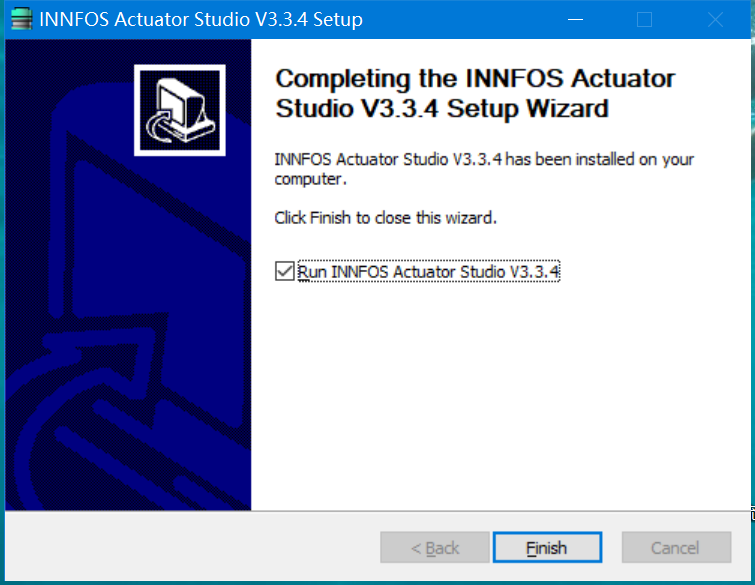 INNFOS Actuator Studio V3.3.4 Setup
Completing the INNFOS Actuator
Studio V3.3.4 Setup Wizard
INNFOS Actuator Studio V3.3.4 has been installed on your
computer.
Click Finish to close this wizard.
Run INNFOS Actuator Studio V3.3.4
< Back
Finish
Cancel